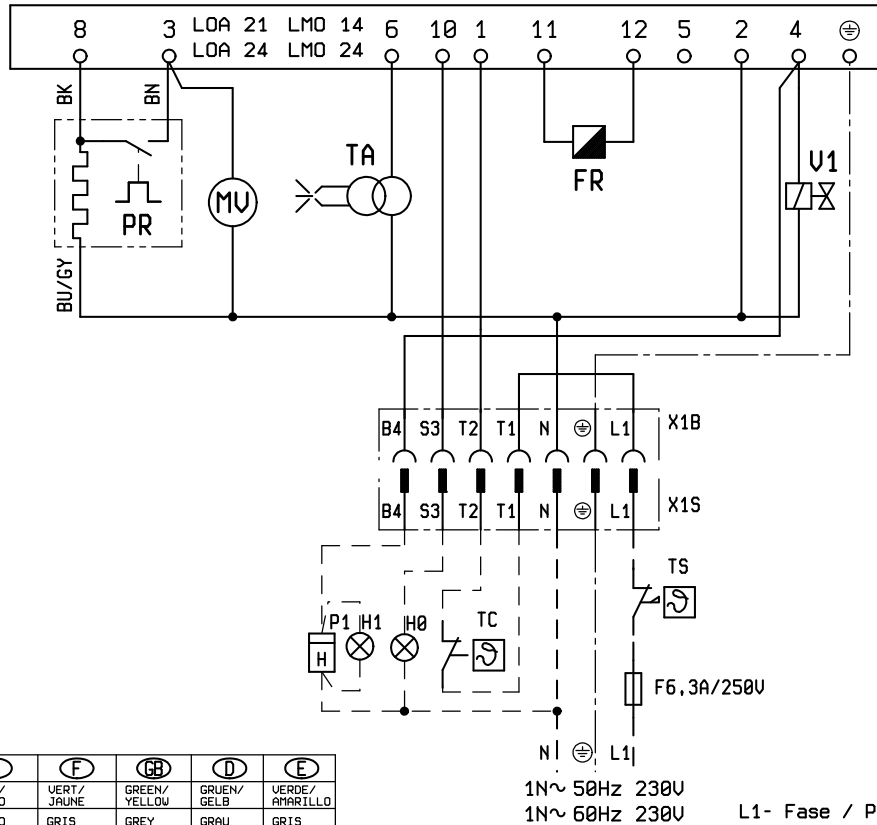 8 3 LOA 21 LMO 14 6 10 1 11 12 5 2 4
LOA 24 LMO 24
BK BN
TA
V1
FR
MV
PR
BU/GY
B4 S3 T2 T1 N L1 X1B
B4 S3 T2 T1 N L1 X1S
TS
P1 H1 H0 TC
H
F6,3A/250V
N L1
F GB D E
VERT/ GREEN/ GRUEN/ VERDE/
JAUNE YELLOW GELB AMARILLO
GRIS GREY GRAU GRIS
1N~ 50Hz 230V
1N~ 60Hz 230V
L1- Fase / P